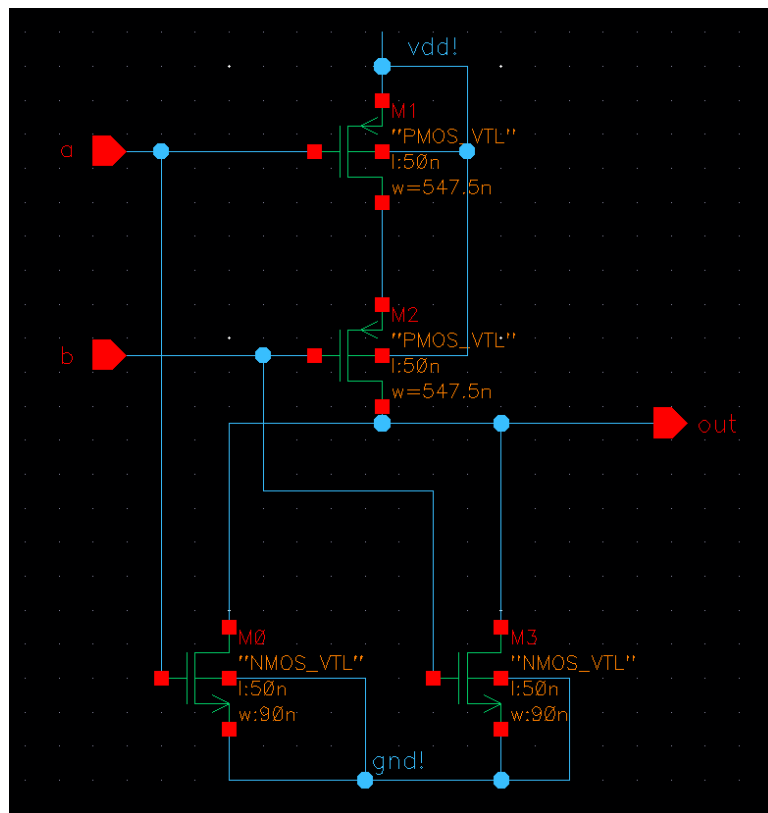 vdd!
M1
"PMOS_VTL"
l:50n
w=547.5n
a
M2
"PMOS_VTL"
l:50n
w=547.5n
b
out
M0
"NMOS_VTL"
l:50n
w:90n
M3
"NMOS_VTL"
l:50n
w:90n
gnd!